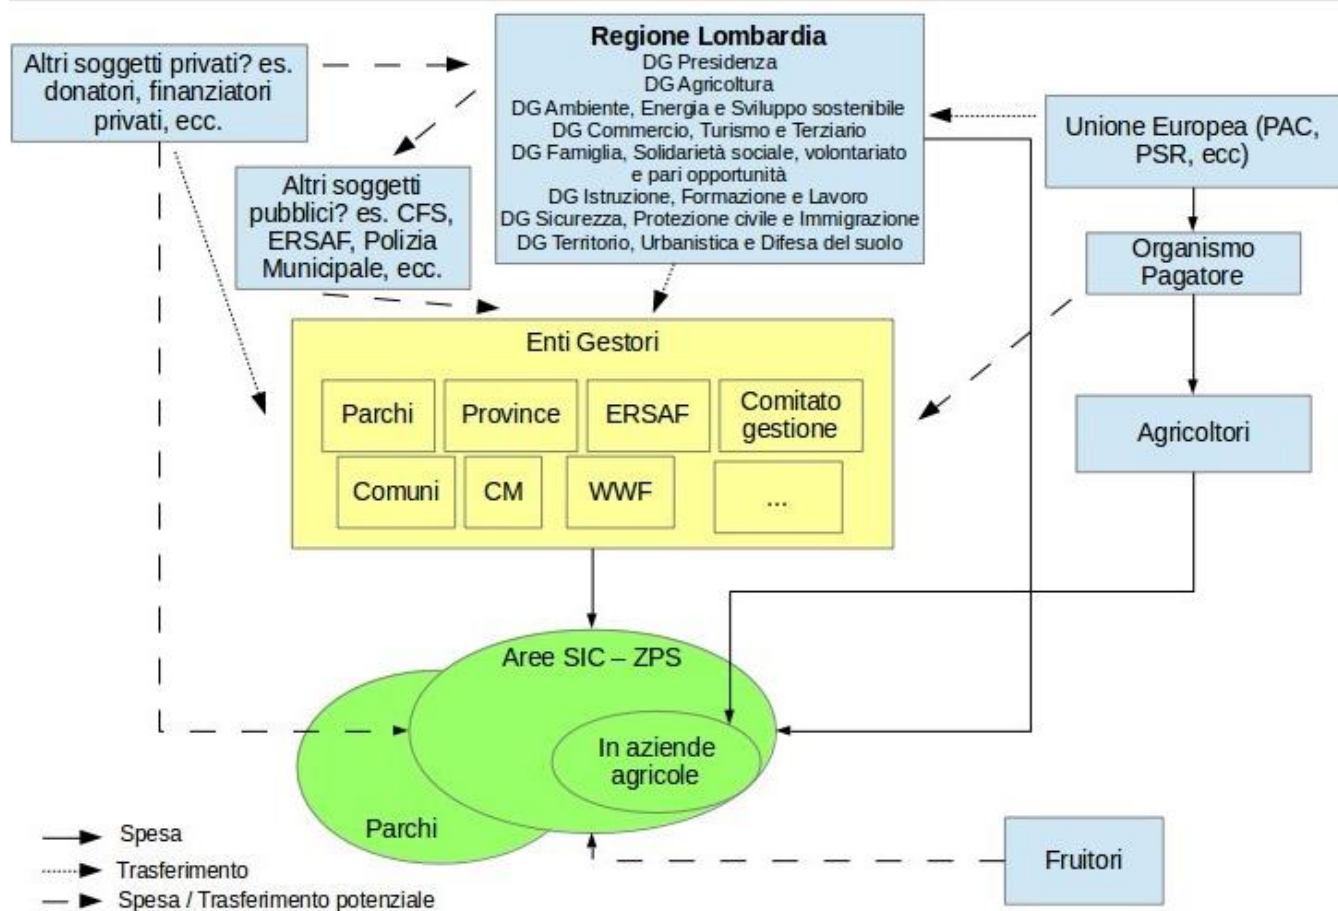 Altri soggetti privati? es.
donatori, finanziatori
privati, ecc.
Regione Lombardia
DG Presidenza
DG Agricoltura
DG Ambiente, Energia e Sviluppo sostenibile
DG Commercio, Turismo e Terziario
DG Famiglia, Solidarietà sociale, volontariato
e pari opportunità
DG Istruzione, Formazione e Lavoro
DG Sicurezza, Protezione civile e Immigrazione
DG Territorio, Urbanistica e Difesa del suolo
Unione Europea (PAC,
PSR, ecc)
Altri soggetti
pubblici? es. CFS,
ERSAF, Polizia
Municipale, ecc.
Organismo
Pagatore
Enti Gestori
Parchi
Province
ERSAF
Comitato
gestione
Agricoltori
Comuni
CM
WWF
...
Aree SIC – ZPS
In aziende
agricole
Parchi
Fruitori
Spesa
Trasferimento
Spesa / Trasferimento potenziale